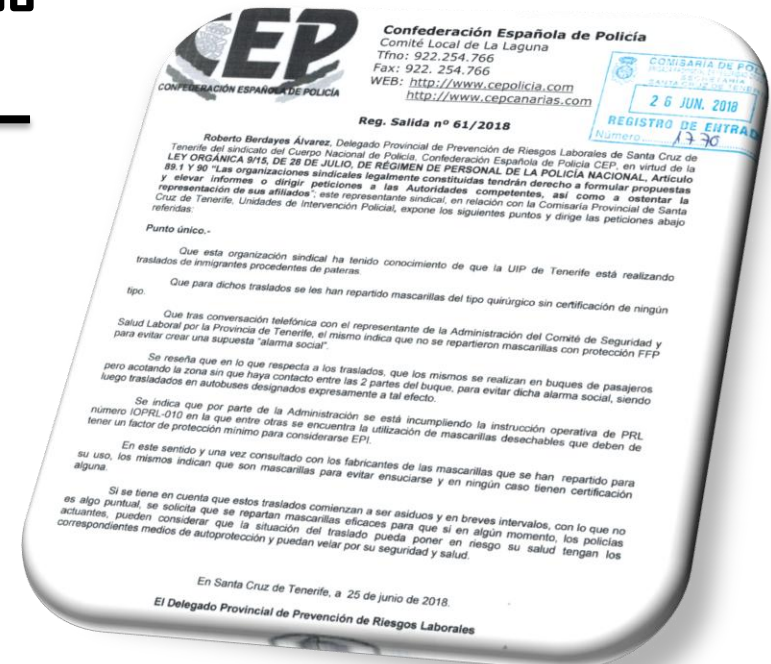 CEP
CONFEDERACIÓN ESPAÑOLA DE POLICÍA
Confederación Española de Policía
Comité Local de La Laguna
Tfno: 922.254.766
Fax: 922. 254.766
WEB: http://www.cepolicia.com
http://www.cepcanarias.com
COMISARIA DE POL
SECRETARIA
SANTA CRUZ DE TENER
26 JUN. 2018
REGISTRO DE ENTRAD
Número 1770
Reg. Salida nº 61/2018
Roberto Berdayes Álvarez, Delegado Provincial de Prevención de Riesgos Laborales de Santa Cruz de
Tenerife del sindicato del Cuerpo Nacional de Policía, Confederación Española de Policía CEP, en virtud de la
LEY ORGÁNICA 9/15, DE 28 DE JULIO, DE RÉGIMEN DE PERSONAL DE LA POLICÍA NACIONAL, Artículo
89.1 Y 90 "Las organizaciones sindicales legalmente constituidas tendrán derecho a formular propuestas
y elevar informes o dirigir peticiones a las Autoridades competentes, así como a ostentar la
representación de sus afiliados"; este representante sindical, en relación con la Comisaría Provincial de Santa
Cruz de Tenerife, Unidades de Intervención Policial, expone los siguientes puntos y dirige las peticiones abajo
referidas:
Punto único.-
Que esta organización sindical ha tenido conocimiento de que la UIP de Tenerife está realizando
traslados de inmigrantes procedentes de pateras.
Que para dichos traslados se les han repartido mascarillas del tipo quirúrgico sin certificación de ningún
tipo.
Que tras conversación telefónica con el representante de la Administración del Comité de Seguridad y
Salud Laboral por la Provincia de Tenerife, el mismo indica que no se repartieron mascarillas con protección FFP
para evitar crear una supuesta "alarma social".
Se reseña que en lo que respecta a los traslados, que los mismos se realizan en buques de pasajeros
pero acotando la zona sin que haya contacto entre las 2 partes del buque, para evitar dicha alarma social, siendo
luego trasladados en autobuses designados expresamente a tal efecto.
Se indica que por parte de la Administración se está incumpliendo la instrucción operativa de PRL
número IOPRL-010 en la que entre otras se encuentra la utilización de mascarillas desechables que deben de
tener un factor de protección mínimo para considerarse EPI.
En este sentido y una vez consultado con los fabricantes de las mascarillas que se han repartido para
su uso, los mismos indican que son mascarillas para evitar ensuciarse y en ningún caso tienen certificación
alguna.
Si se tiene en cuenta que estos traslados comienzan a ser asiduos y en breves intervalos, con lo que no
es algo puntual, se solicita que se repartan mascarillas eficaces para que si en algún momento, los policías
actuantes, pueden considerar que la situación del traslado pueda poner en riesgo su salud tengan los
correspondientes medios de autoprotección y puedan velar por su seguridad y salud.
En Santa Cruz de Tenerife, a 25 de junio de 2018.
El Delegado Provincial de Prevención de Riesgos Laborales